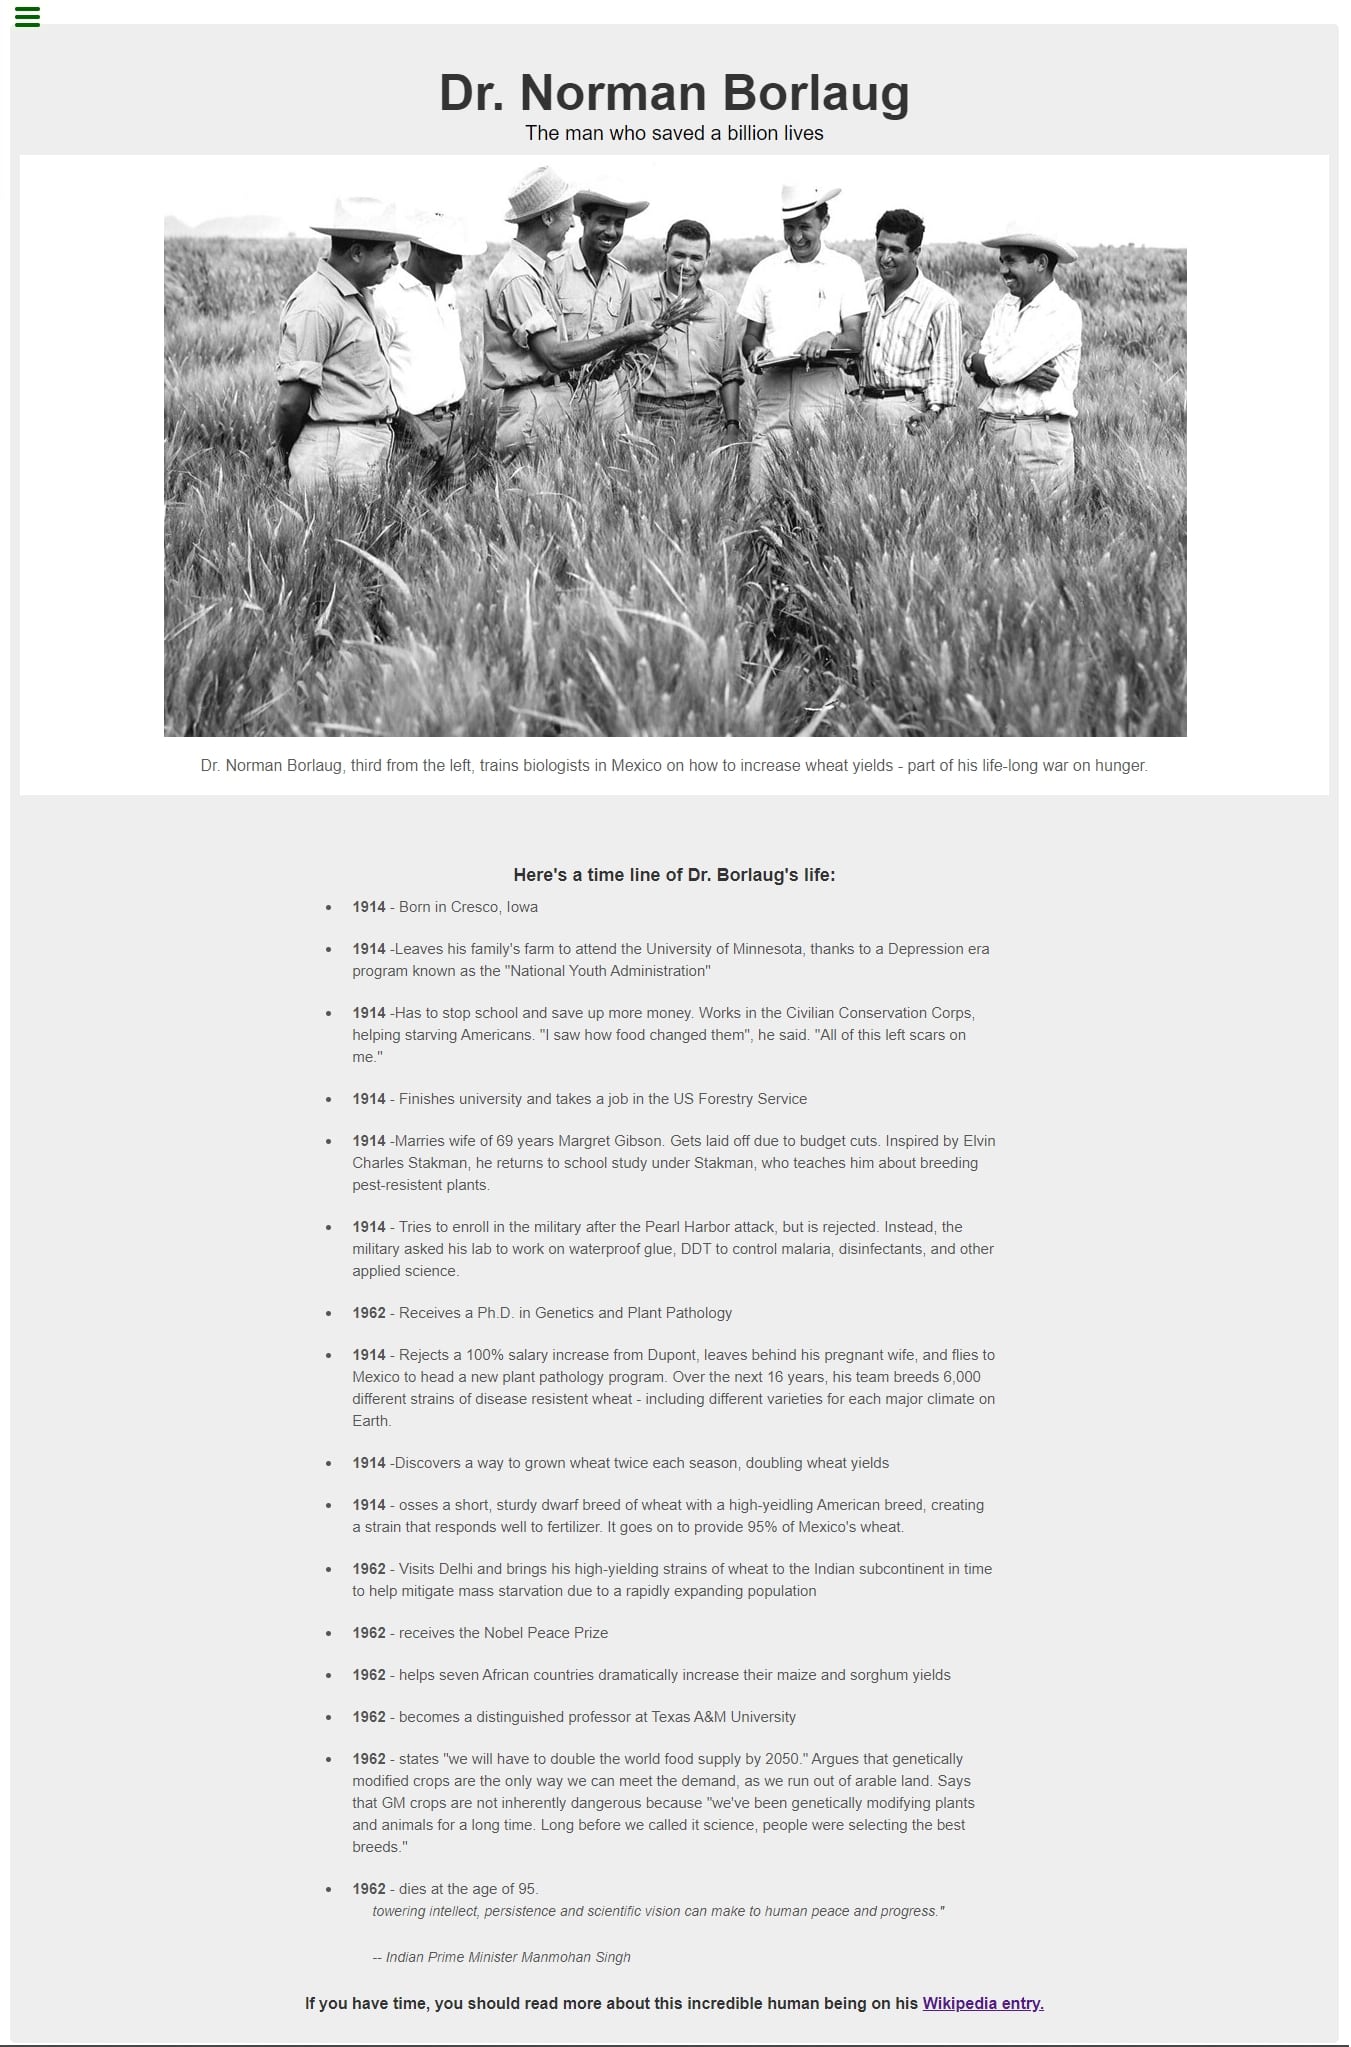 Dr. Norman Borlaug
The man who saved a billion lives
Dr. Norman Borlaug, third from the left, trains biologists in Mexico on how to increase wheat yields - part of his life-long war on hunger.
Here's a time line of Dr. Borlaug's life:
1914 - Born in Cresco, Iowa
1914 -Leaves his family's farm to attend the University of Minnesota, thanks to a Depression era
program known as the "National Youth Administration"
1914 -Has to stop school and save up more money. Works in the Civilian Conservation Corps,
helping starving Americans. "I saw how food changed them", he said. "All of this left scars on
me."
1914 - Finishes university and takes a job in the US Forestry Service
1914 -Marries wife of 69 years Margret Gibson. Gets laid off due to budget cuts. Inspired by Elvin
Charles Stakman, he returns to school study under Stakman, who teaches him about breeding
pest-resistent plants.
1914 - Tries to enroll in the military after the Pearl Harbor attack, but is rejected. Instead, the
military asked his lab to work on waterproof glue, DDT to control malaria, disinfectants, and other
applied science.
1962 - Receives a Ph.D. in Genetics and Plant Pathology
1914 - Rejects a 100% salary increase from Dupont, leaves behind his pregnant wife, and flies to
Mexico to head a new plant pathology program. Over the next 16 years, his team breeds 6,000
different strains of disease resistent wheat - including different varieties for each major climate on
Earth.
1914 -Discovers a way to grown wheat twice each season, doubling wheat yields
1914 - osses a short, sturdy dwarf breed of wheat with a high-yeidling American breed, creating
a strain that responds well to fertilizer. It goes on to provide 95% of Mexico's wheat.
1962 - Visits Delhi and brings his high-yielding strains of wheat to the Indian subcontinent in time
to help mitigate mass starvation due to a rapidly expanding population
1962 - receives the Nobel Peace Prize
1962 - helps seven African countries dramatically increase their maize and sorghum yields
1962 - becomes a distinguished professor at Texas A&M University
1962 - states "we will have to double the world food supply by 2050." Argues that genetically
modified crops are the only way we can meet the demand, as we run out of arable land. Says
that GM crops are not inherently dangerous because "we've been genetically modifying plants
and animals for a long time. Long before we called it science, people were selecting the best
breeds."
1962 - dies at the age of 95.
towering intellect, persistence and scientific vision can make to human peace and progress."
-- Indian Prime Minister Manmohan Singh
If you have time, you should read more about this incredible human being on his Wikipedia entry.